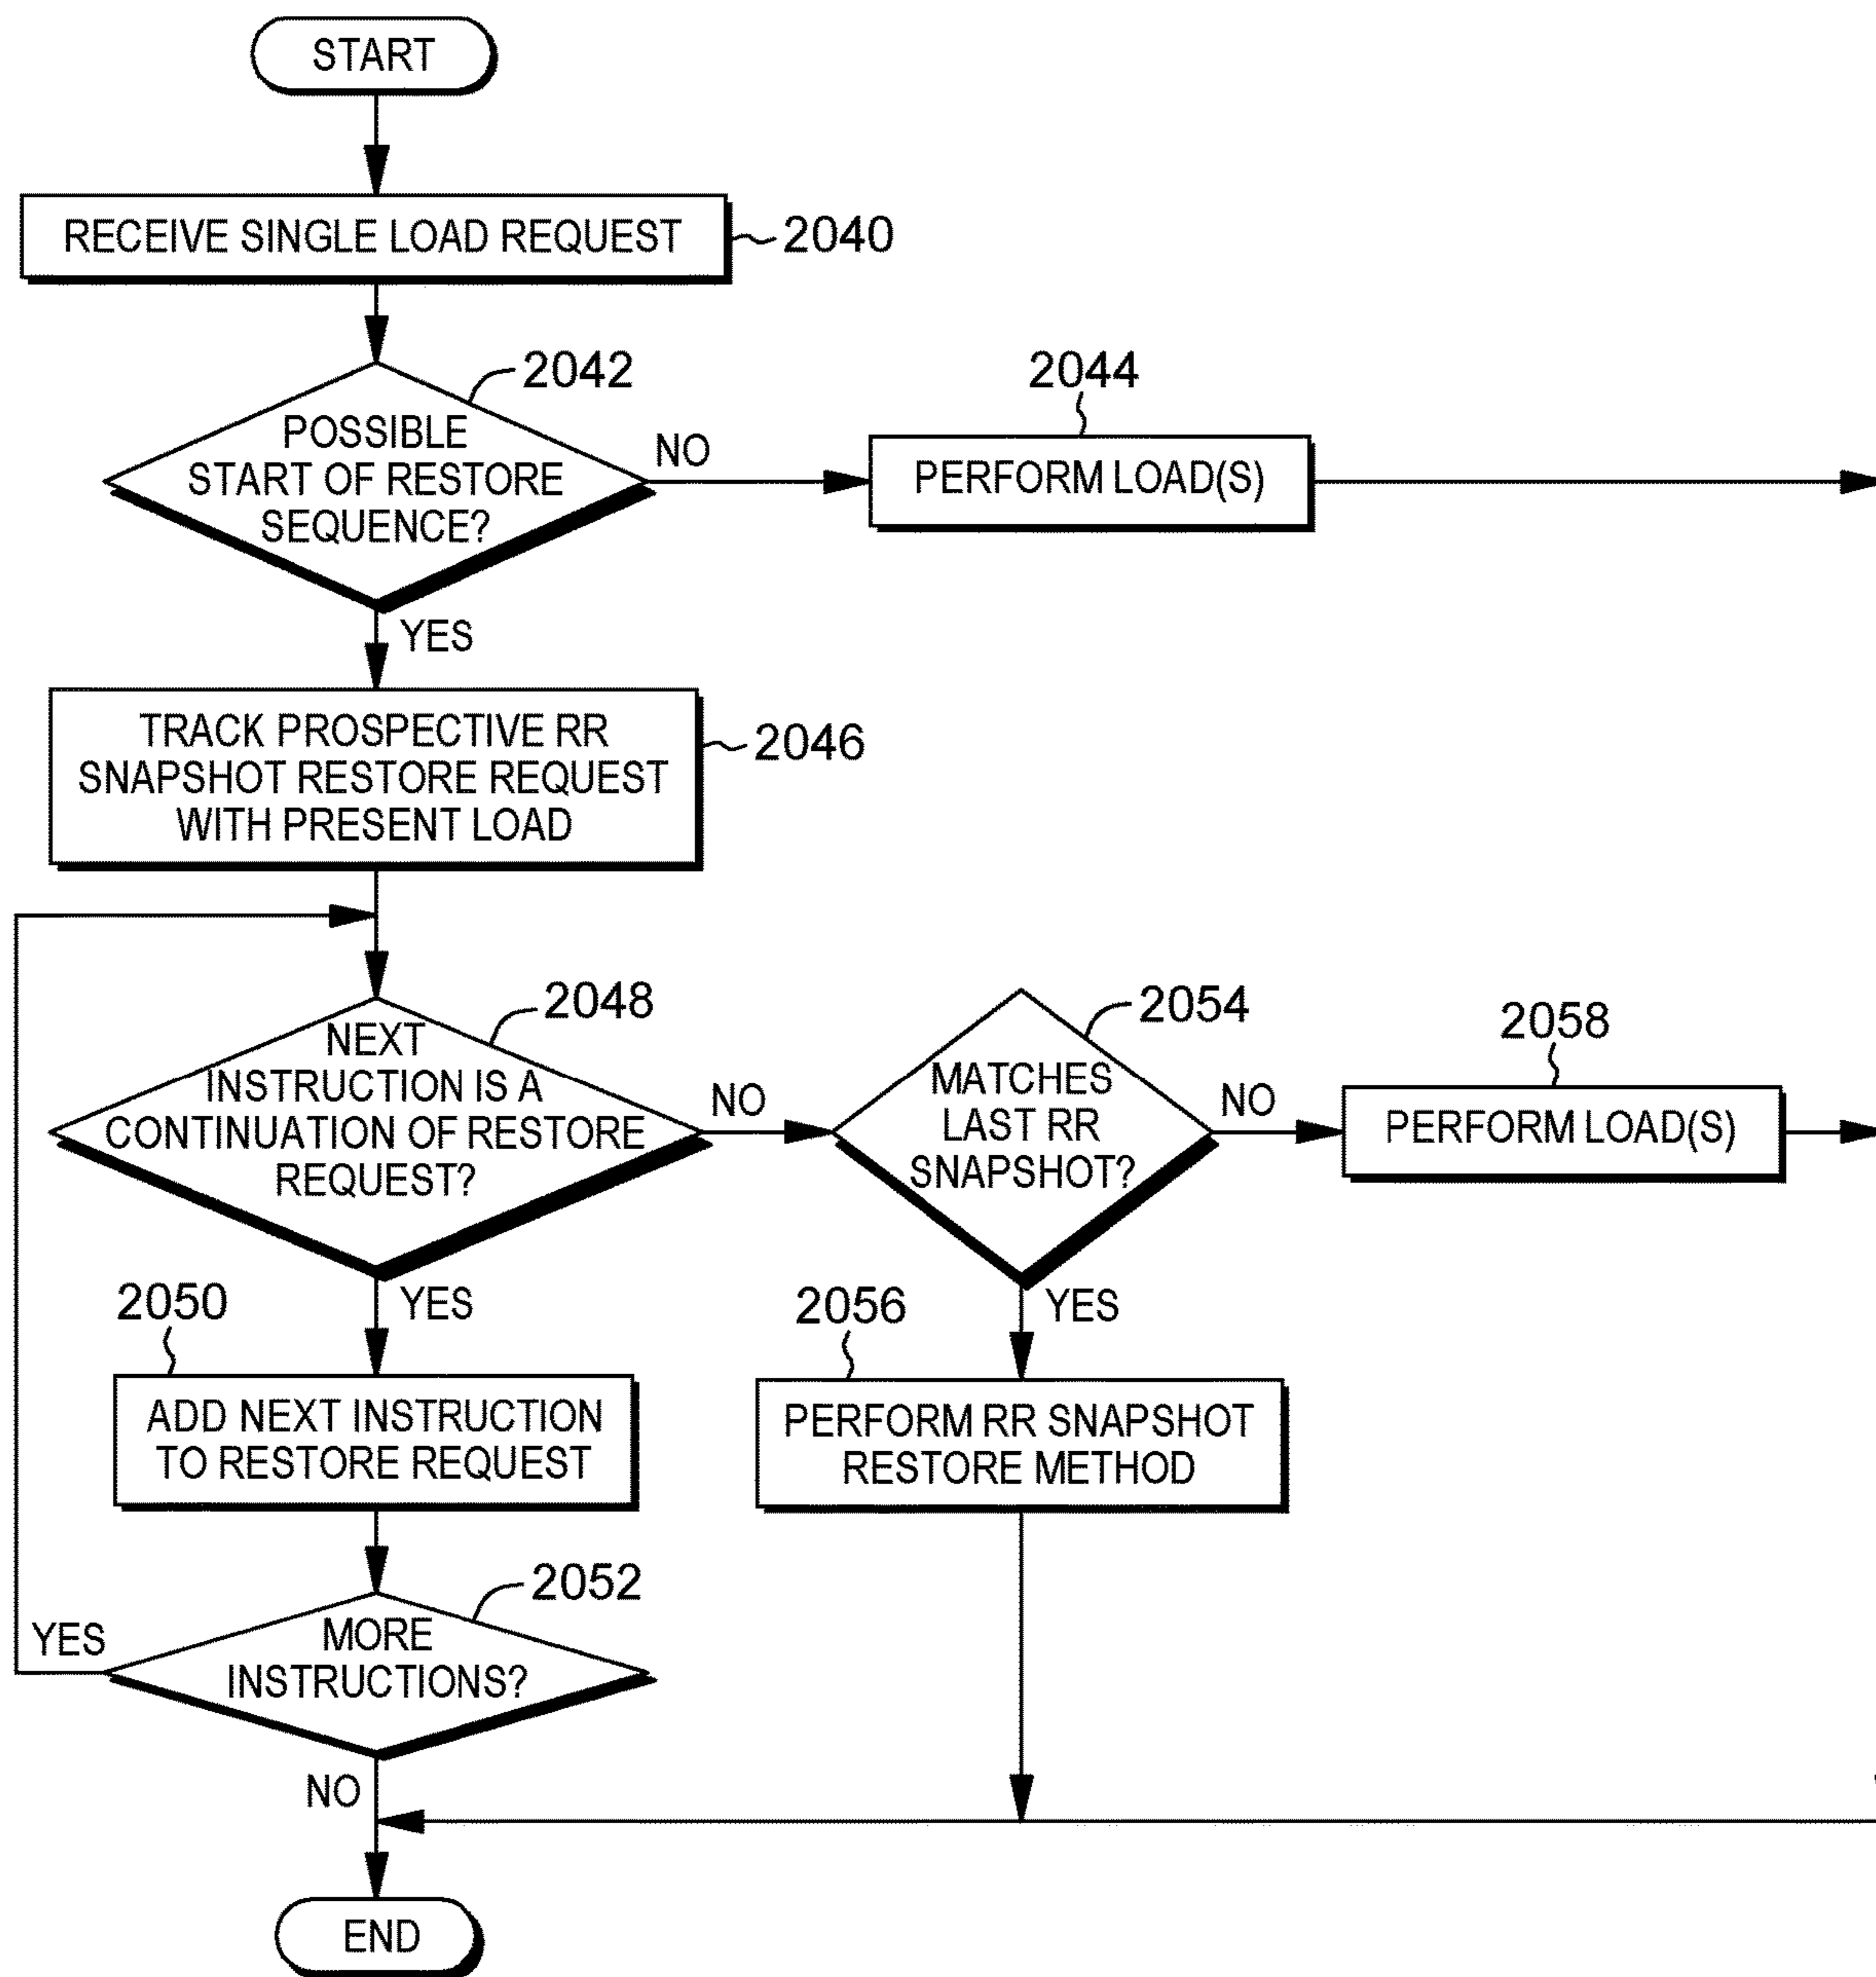 START
RECEIVE SINGLE LOAD REQUEST
2040
2042
POSSIBLE
START OF RESTORE
SEQUENCE?
NO
2044
PERFORM LOAD(S)
YES
TRACK PROSPECTIVE RR
SNAPSHOT RESTORE REQUEST
WITH PRESENT LOAD
2046
2048
NEXT
INSTRUCTION IS A
CONTINUATION OF RESTORE
REQUEST?
NO
2054
MATCHES
LAST RR
SNAPSHOT?
NO
2058
PERFORM LOAD(S)
YES
2050
ADD NEXT INSTRUCTION
TO RESTORE REQUEST
YES
2056
PERFORM RR SNAPSHOT
RESTORE METHOD
2052
MORE
INSTRUCTIONS?
YES
NO
END